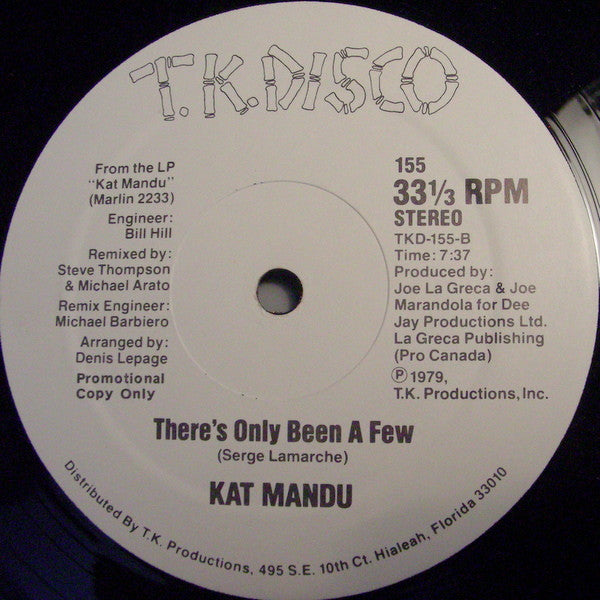 T.K. DISCO
From the LP
"Kat Mandu"
(Marlin 2233)
Engineer:
Bill Hill
Remixed by:
Steve Thompson
& Michael Arato
Remix Engineer:
Michael Barbiero
Arranged by:
Denis Lepage
Promotional
Copy Only
155
33 1/3 RPM
STEREO
TKD-155-B
Time: 7:37
Produced by:
Joe La Greca & Joe
Marandola for Dee
Jay Productions Ltd.
La Greca Publishing
(Pro Canada)
Ⓟ 1979,
T.K. Productions, Inc.
There's Only Been A Few
(Serge Lamarche)
KAT MANDU
Distributed By T.K. Productions, 495 S.E. 10th Ct. Hialeah, Florida 33010